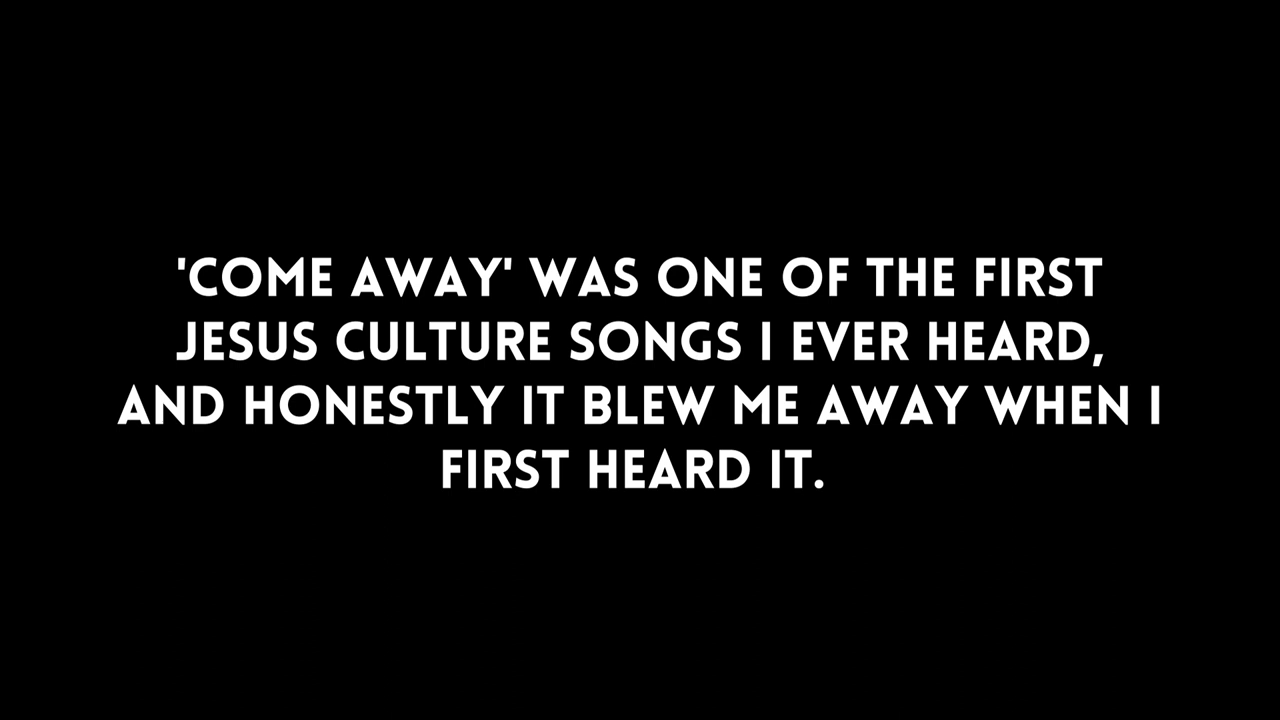 'COME AWAY' WAS ONE OF THE FIRST
JESUS CULTURE SONGS I EVER HEARD,
AND HONESTLY IT BLEW ME AWAY WHEN I
FIRST HEARD IT.